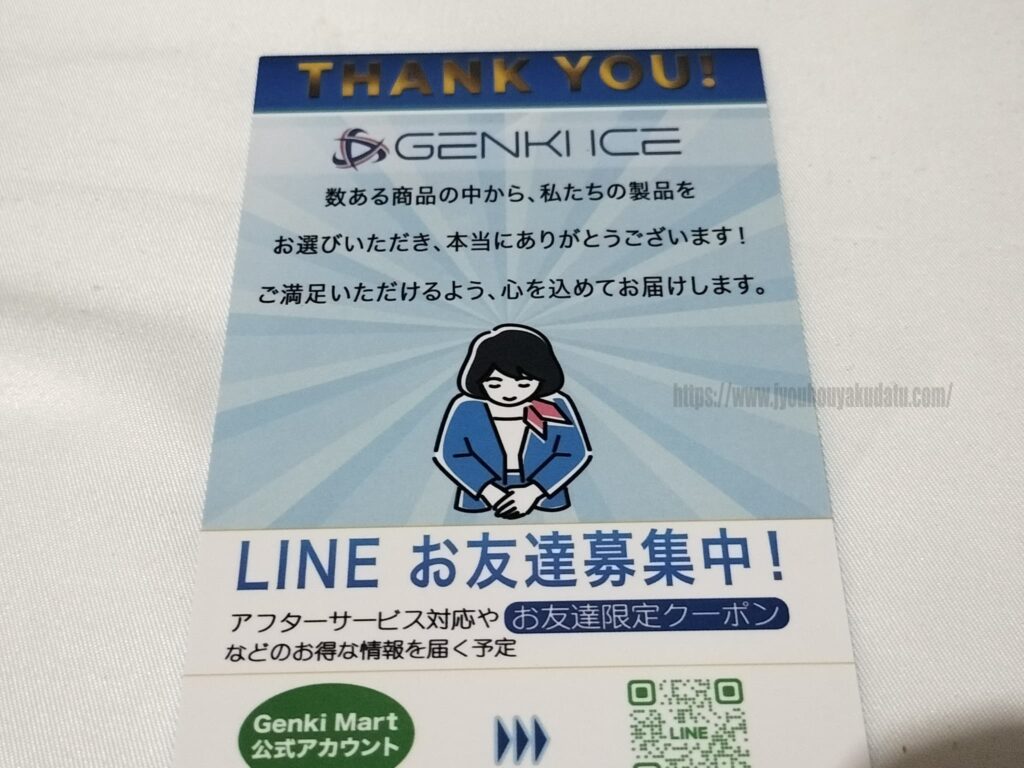 THANK YOU!
GENKI ICE
数ある商品の中から、私たちの製品を
お選びいただき、本当にありがとうございます!
ご満足いただけるよう、心を込めてお届けします。
https://www.jyouhouyakudatu.com/
LINE お友達募集中!
アフターサービス対応や お友達限定クーポン
などのお得な情報を届く予定
Genki Mart
公式アカウント
LINE